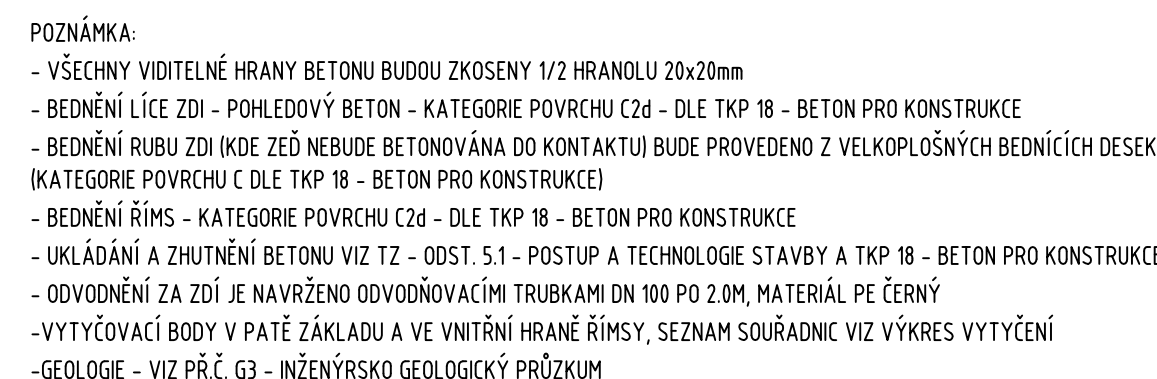 POZNÁMKA:
- VŠECHNY VIDITELNÉ HRANY BETONU BUDOU ZKOSENY 1/2 HRANOLU 20x20mm
- BEDNĚNÍ LÍCE ZDI - POHLEDOVÝ BETON - KATEGORIE POVRCHU C2d - DLE TKP 18 - BETON PRO KONSTRUKCE
- BEDNĚNÍ RUBU ZDI (KDE ZEĎ NEBUDE BETONOVÁNA DO KONTAKTU) BUDE PROVEDENO Z VELKOPLOŠNÝCH BEDNÍCÍCH DESEK
(KATEGORIE POVRCHU C DLE TKP 18 - BETON PRO KONSTRUKCE)
- BEDNĚNÍ ŘÍMS - KATEGORIE POVRCHU C2d - DLE TKP 18 - BETON PRO KONSTRUKCE
- UKLÁDÁNÍ A ZHUTNĚNÍ BETONU VIZ TZ - ODST. 5.1 - POSTUP A TECHNOLOGIE STAVBY A TKP 18 - BETON PRO KONSTRUKCE
- ODVODNĚNÍ ZA ZDÍ JE NAVRŽENO ODVODŇOVACÍMI TRUBKAMI DN 100 PO 2.0M, MATERIÁL PE ČERNÝ
-VYTYČOVACÍ BODY V PATĚ ZÁKLADU A VE VNITŘNÍ HRANĚ ŘÍMSY, SEZNAM SOUŘADNIC VIZ VÝKRES VYTYČENÍ
-GEOLOGIE - VIZ PŘ.Č. G3 - INŽENÝRSKO GEOLOGICKÝ PRŮZKUM